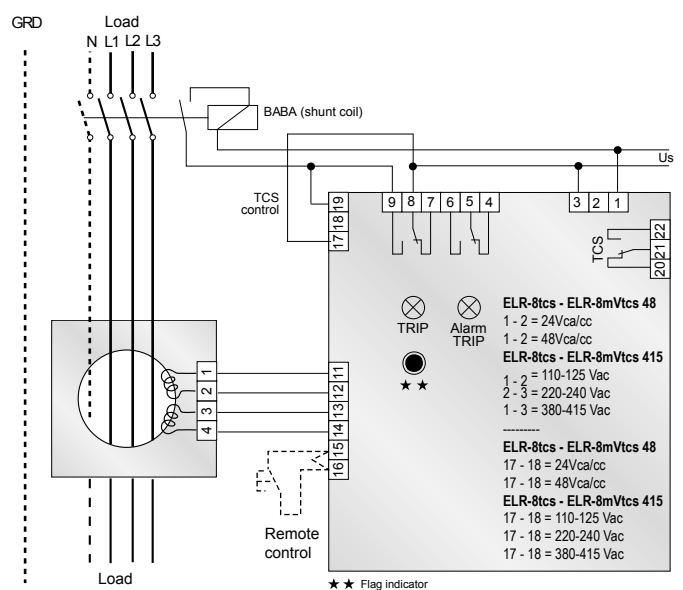 GRD
Load
N L1 L2 L3
BABA (shunt coil)
Us
TCS
control
19
18
17
9 8 7 6 5 4
3 2 1
TCS
22
21
20
TRIP
Alarm
TRIP
★ ★
ELR-8tcs - ELR-8mVtcs 48
1 - 2 = 24Vca/cc
1 - 2 = 48Vca/cc
ELR-8tcs - ELR-8mVtcs 415
1 - 2 = 110-125 Vac
2 - 3 = 220-240 Vac
1 - 3 = 380-415 Vac
---------
ELR-8tcs - ELR-8mVtcs 48
17 - 18 = 24Vca/cc
17 - 18 = 48Vca/cc
ELR-8tcs - ELR-8mVtcs 415
17 - 18 = 110-125 Vac
17 - 18 = 220-240 Vac
17 - 18 = 380-415 Vac
1
2
3
4
11
12
13
14
15
16
Remote
control
Load
★ ★ Flag indicator